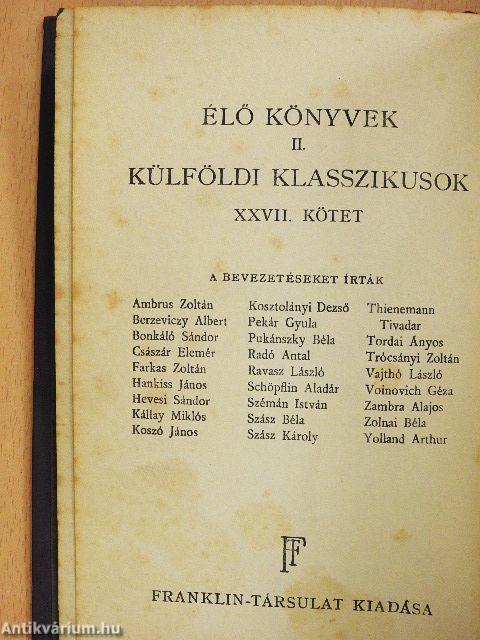 ÉLŐ KÖNYVEK
II.
KÜLFÖLDI KLASSZIKUSOK
XXVII. KÖTET
A BEVEZETÉSEKET ÍRTÁK
Ambrus Zoltán
Berzeviczy Albert
Bonkáló Sándor
Császár Elemér
Farkas Zoltán
Hankiss János
Hevesi Sándor
Kállay Miklós
Koszó János
Kosztolányi Dezső
Pekár Gyula
Pukánszky Béla
Radó Antal
Ravasz László
Schöpflin Aladár
Szémán István
Szász Béla
Szász Károly
Thienemann
Tivadar
Tordai Ányos
Trócsányi Zoltán
Vajthó László
Voinovich Géza
Zambra Alajos
Zolnai Béla
Yolland Arthur
FT
FRANKLIN-TÁRSULAT KIADÁSA
Antikvárium.hu